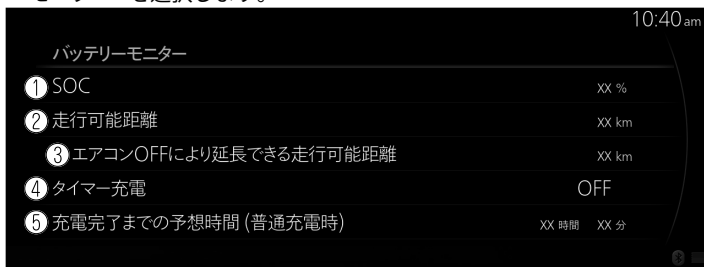 10:40 am
バッテリーモニター
① SOC XX %
② 走行可能距離 XX km
③ エアコンOFFにより延長できる走行可能距離 XX km
④ タイマー充電 OFF
⑤ 充電完了までの予想時間 (普通充電時) XX 時間 XX 分